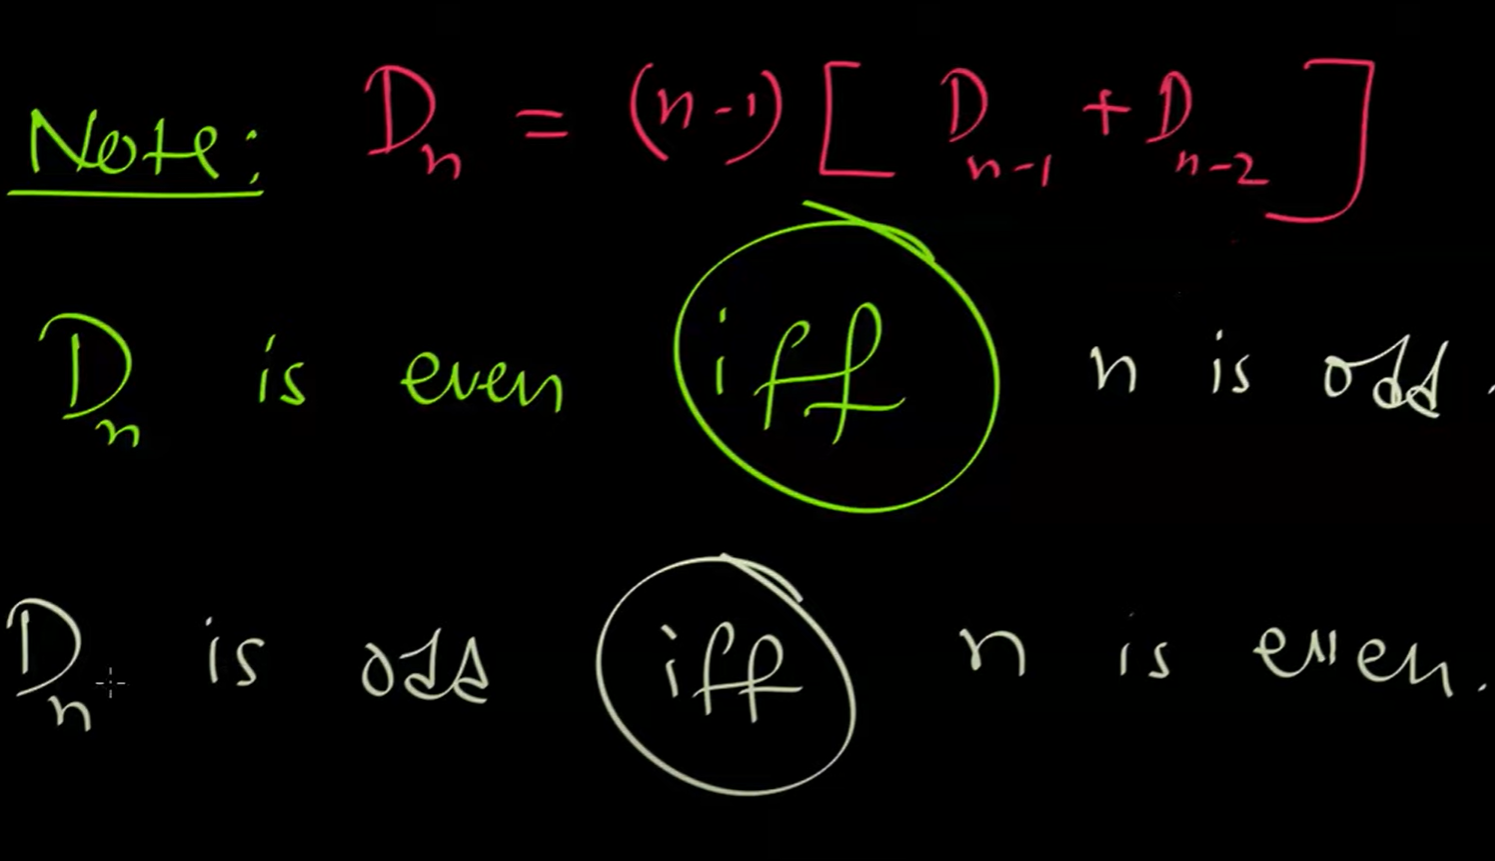 Note: Dn = (n-1) [ Dn-1 + Dn-2 ]
Dn is even iff n is odd.
Dn is odd iff n is even.